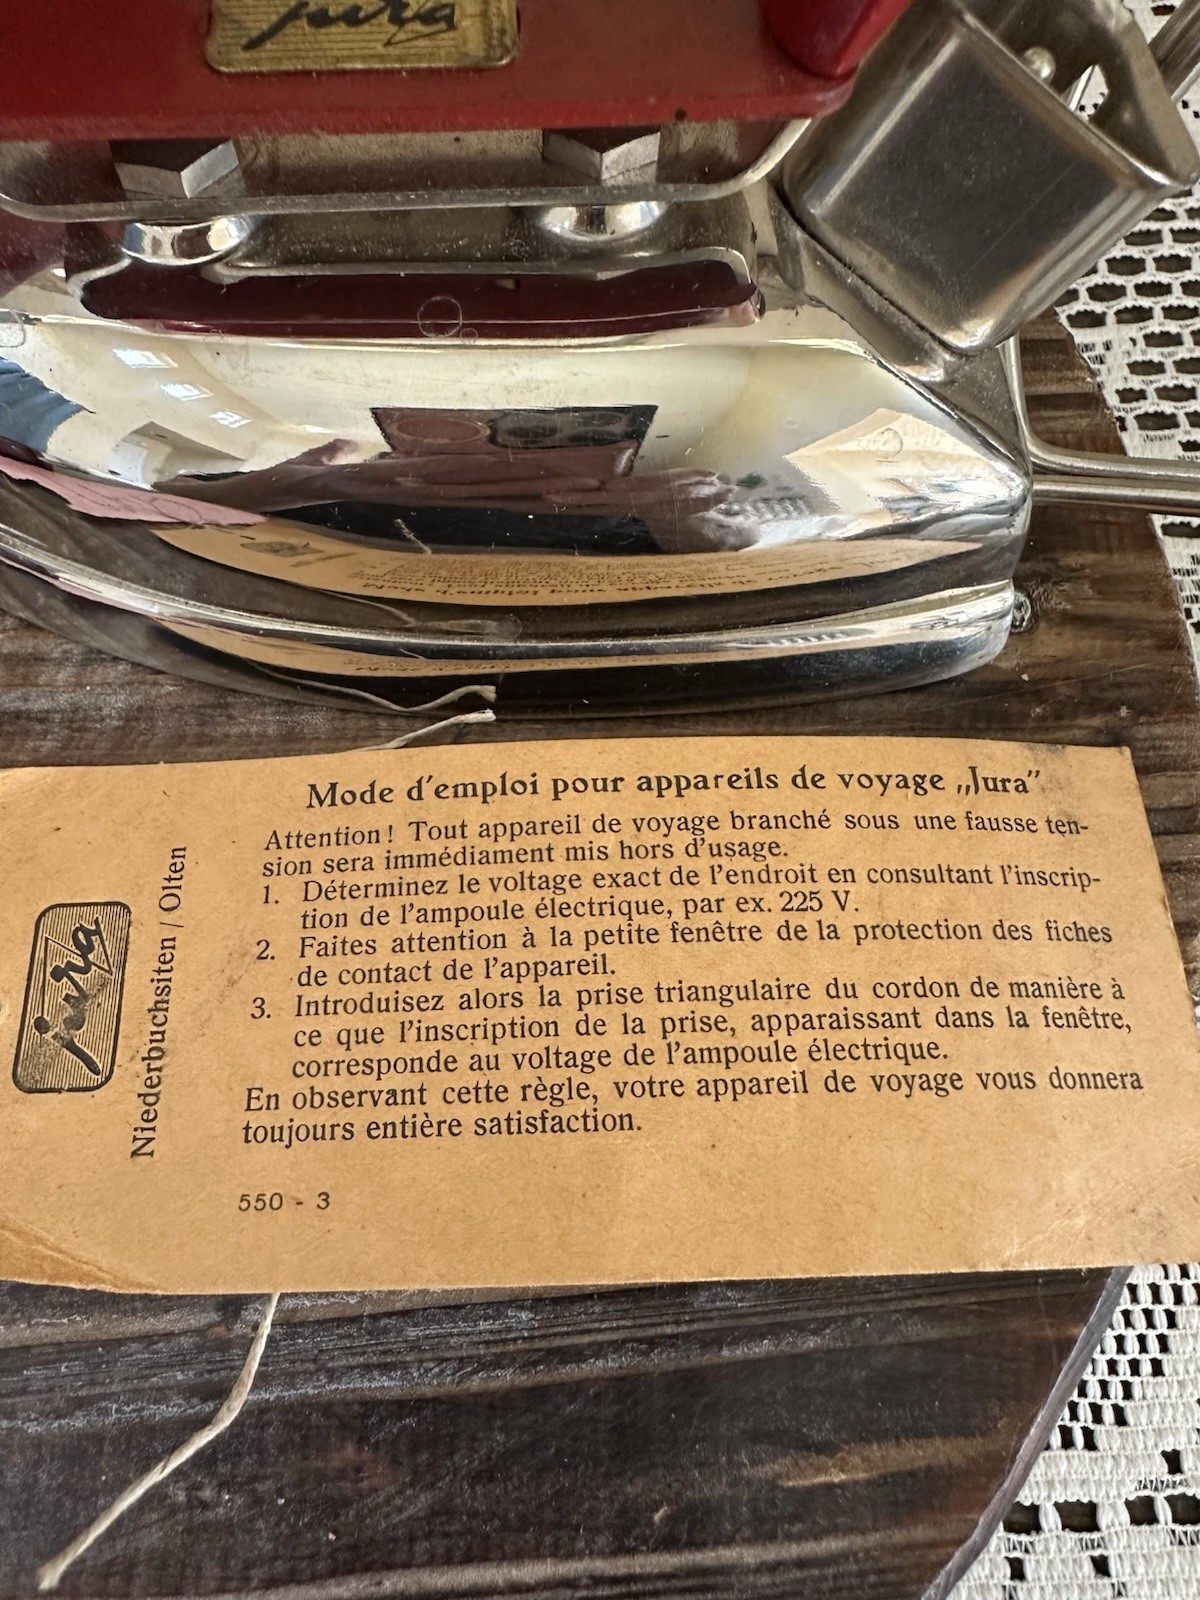 jura
Mode d'emploi pour appareils de voyage „Jura”
Attention! Tout appareil de voyage branché sous une fausse ten-
sion sera immédiament mis hors d'usage.
1. Déterminez le voltage exact de l'endroit en consultant l'inscrip-
tion de l'ampoule électrique, par ex. 225 V.
2. Faites attention à la petite fenêtre de la protection des fiches
de contact de l'appareil.
3. Introduisez alors la prise triangulaire du cordon de manière à
ce que l'inscription de la prise, apparaissant dans la fenêtre,
corresponde au voltage de l'ampoule électrique.
En observant cette règle, votre appareil de voyage vous donnera
toujours entière satisfaction.
550 - 3
jura
Niederbuchsiten / Olten